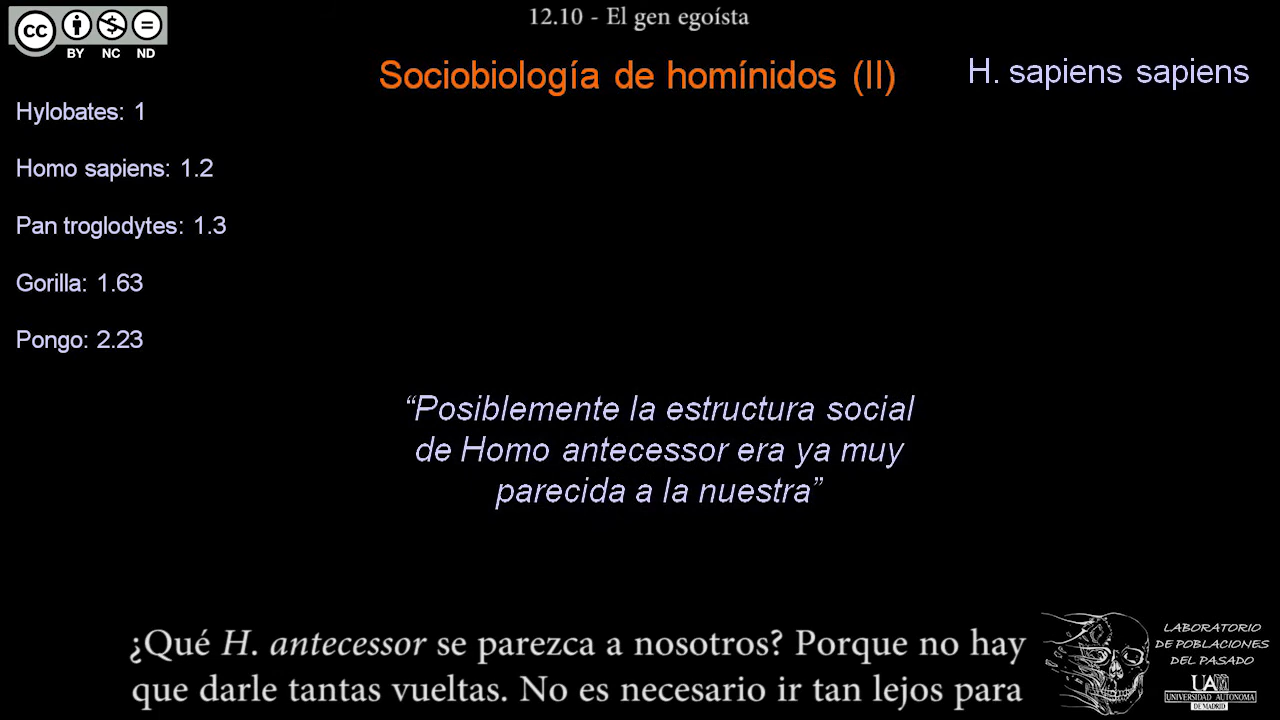 cc
BY NC ND
12.10 - El gen egoísta
Sociobiología de homínidos (II)
H. sapiens sapiens
Hylobates: 1
Homo sapiens: 1.2
Pan troglodytes: 1.3
Gorilla: 1.63
Pongo: 2.23
“Posiblemente la estructura social
de Homo antecessor era ya muy
parecida a la nuestra”
¿Qué H. antecessor se parezca a nosotros? Porque no hay
que darle tantas vueltas. No es necesario ir tan lejos para
LABORATORIO
DE POBLACIONES
DEL PASADO
UAM
UNIVERSIDAD AUTONOMA
DE MADRID